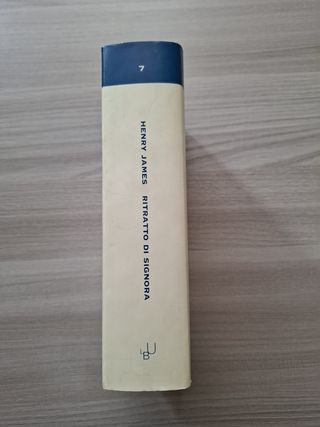 7
HENRY JAMES RITRATTO DI SIGNORA